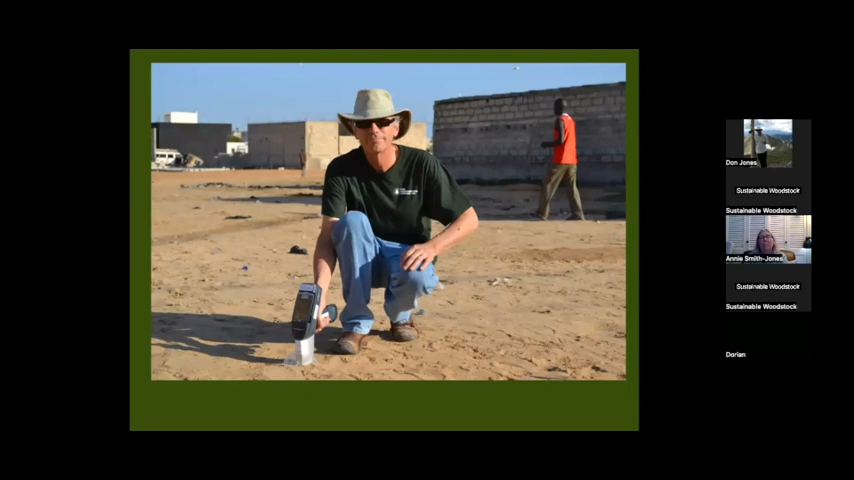 Don Jones
Sustainable Woodstock
Sustainable Woodstock
Annie Smith-Jones
Sustainable Woodstock
Sustainable Woodstock
Dorian